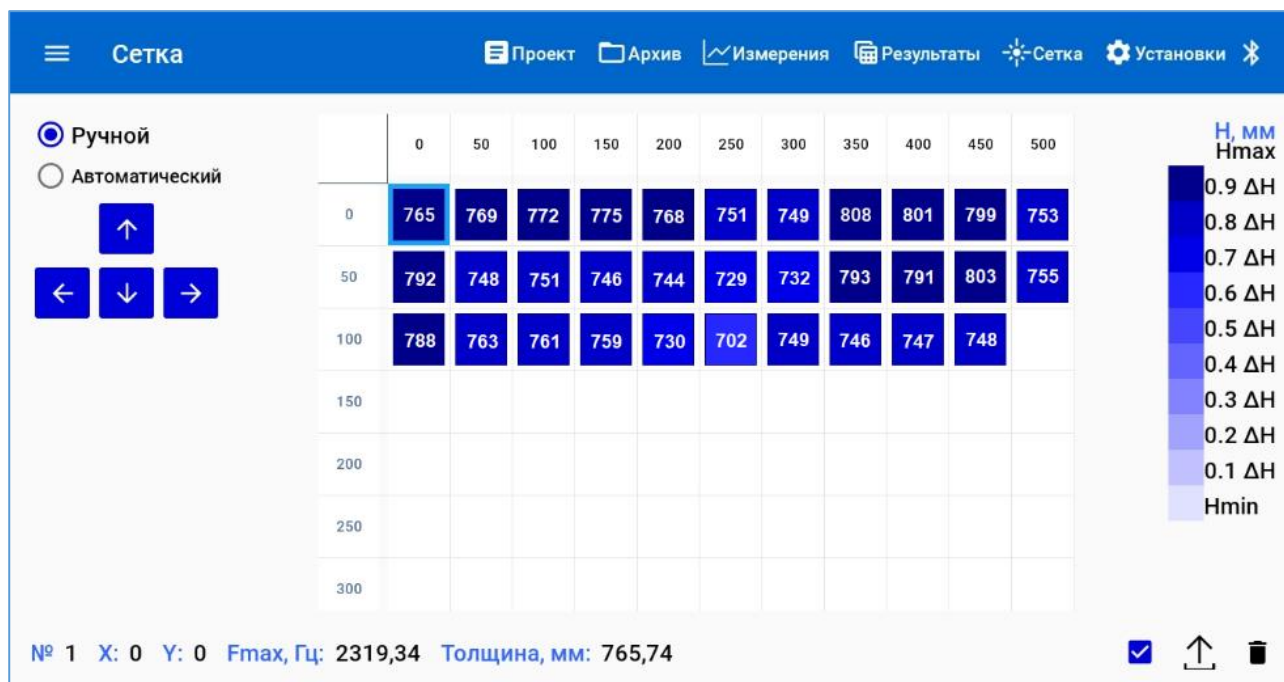 Сетка Проект Архив Измерения Результаты Сетка Установки
Ручной
Автоматический
0 50 100 150 200 250 300 350 400 450 500
0 765 769 772 775 768 751 749 808 801 799 753
50 792 748 751 746 744 729 732 793 791 803 755
100 788 763 761 759 730 702 749 746 747 748
150
200
250
300
H, мм
Hmax
0.9 ΔH
0.8 ΔH
0.7 ΔH
0.6 ΔH
0.5 ΔH
0.4 ΔH
0.3 ΔH
0.2 ΔH
0.1 ΔH
Hmin
№ 1 X: 0 Y: 0 Fmax, Гц: 2319,34 Толщина, мм: 765,74